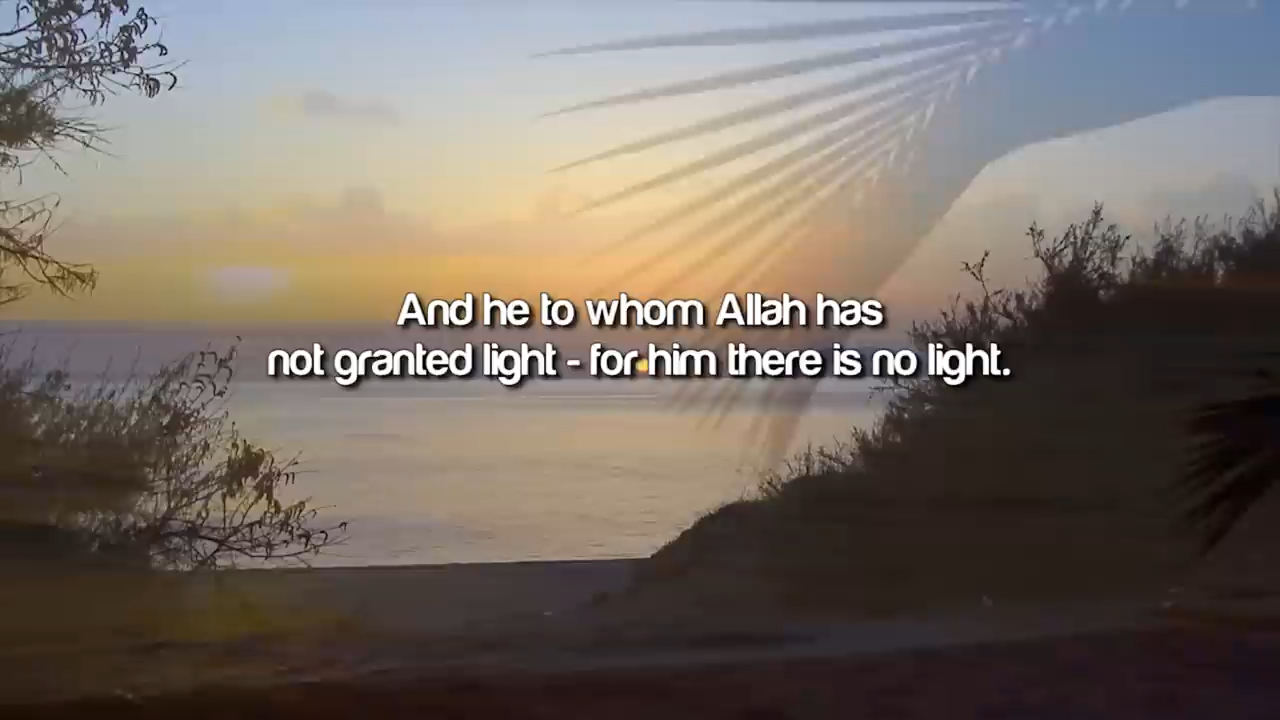 And he to whom Allah has
not granted light - for him there is no light.